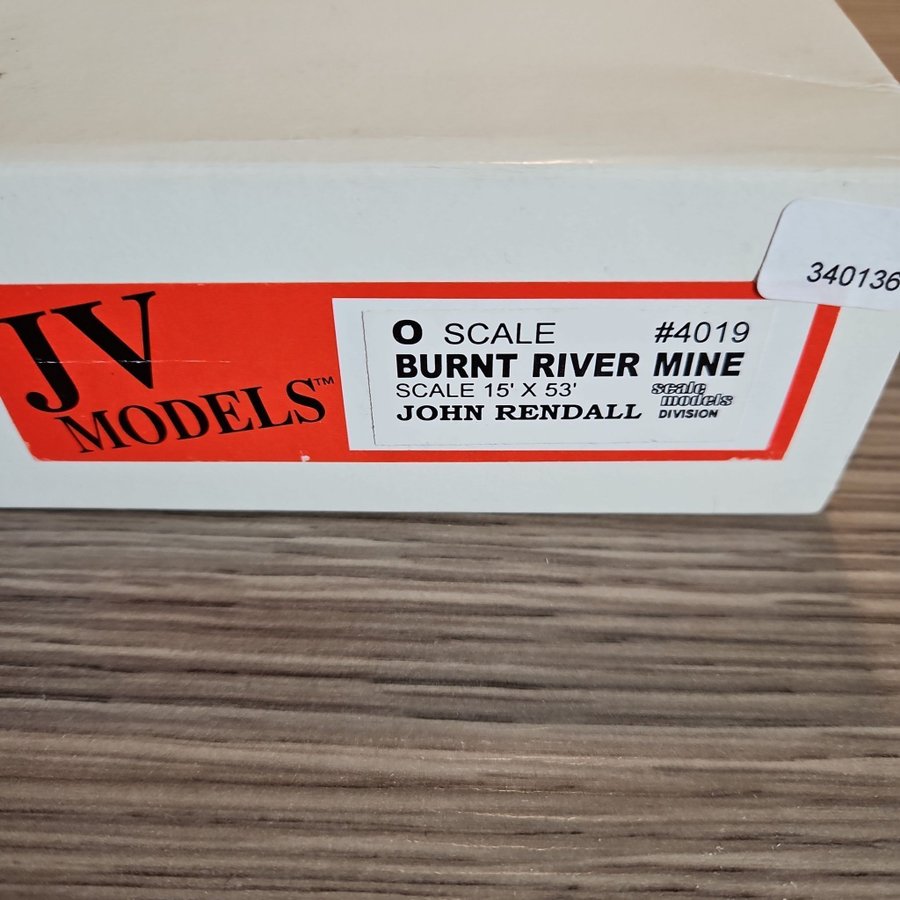 340136
JV
MODELS™
O SCALE #4019
BURNT RIVER MINE
SCALE 15' X 53'
JOHN RENDALL
scale
models
DIVISION